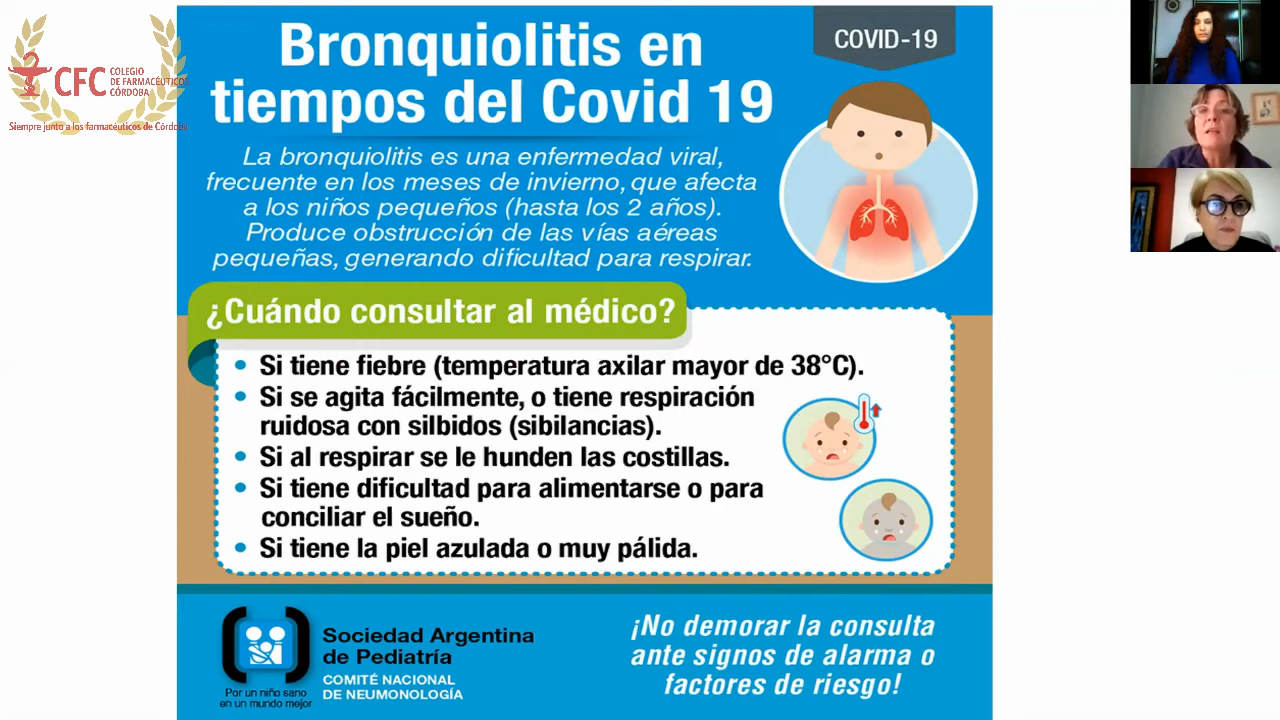 CFC COLEGIO
DE FARMACÉUTICOS
CÓRDOBA
Siempre junto a los farmacéuticos de Córdoba
Bronquiolitis en
tiempos del Covid 19
COVID-19
La bronquiolitis es una enfermedad viral,
frecuente en los meses de invierno, que afecta
a los niños pequeños (hasta los 2 años).
Produce obstrucción de las vías aéreas
pequeñas, generando dificultad para respirar.
¿Cuándo consultar al médico?
• Si tiene fiebre (temperatura axilar mayor de 38°C).
• Si se agita fácilmente, o tiene respiración
ruidosa con silbidos (sibilancias).
• Si al respirar se le hunden las costillas.
• Si tiene dificultad para alimentarse o para
conciliar el sueño.
• Si tiene la piel azulada o muy pálida.
Por un niño sano
en un mundo mejor
Sociedad Argentina
de Pediatría
COMITÉ NACIONAL
DE NEUMONOLOGÍA
¡No demorar la consulta
ante signos de alarma o
factores de riesgo!